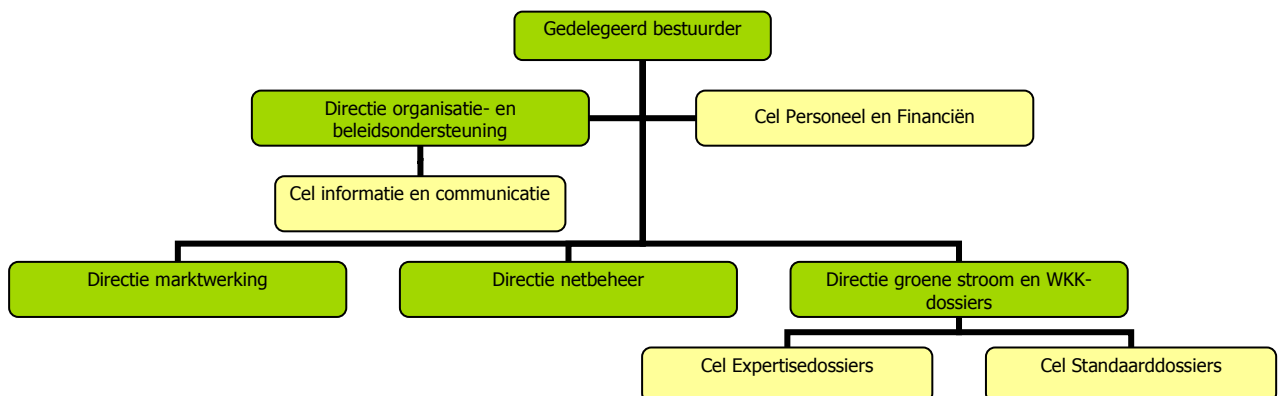 Gedelegeerd bestuurder
Directie organisatie- en
beleidsondersteuning
Cel Personeel en Financiën
Cel informatie en communicatie
Directie marktwerking
Directie netbeheer
Directie groene stroom en WKK-
dossiers
Cel Expertisedossiers
Cel Standaarddossiers